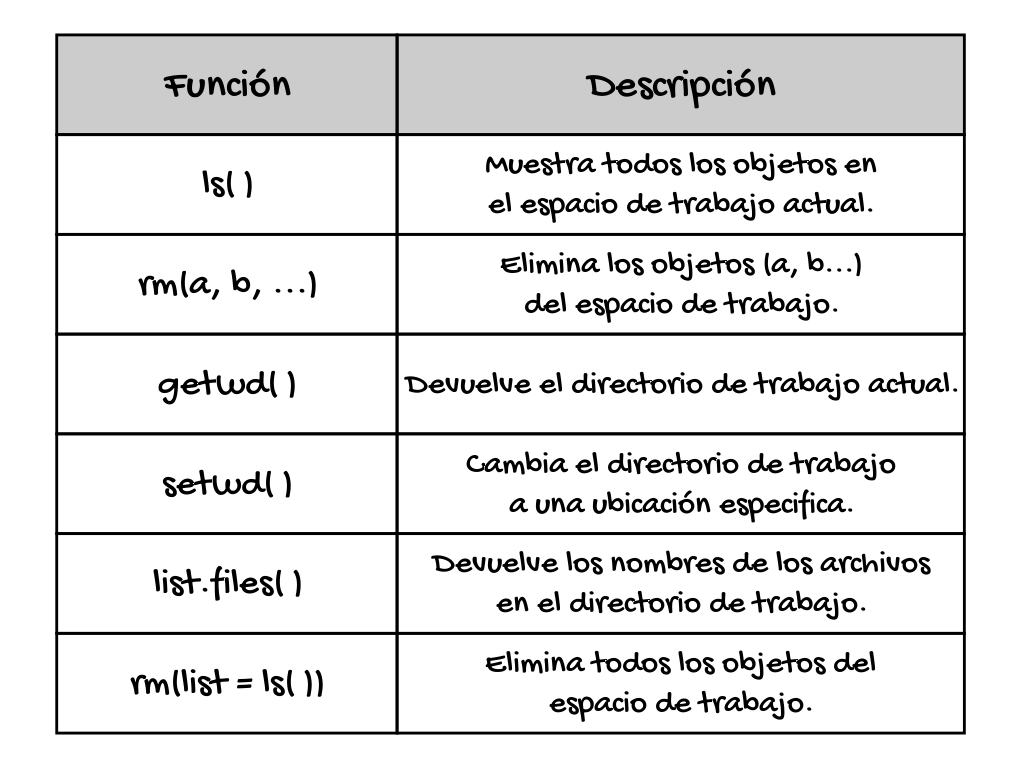 Función
Descripción
ls( )
Muestra todos los objetos en
el espacio de trabajo actual.
rm(a, b, ...)
Elimina los objetos (a, b...)
del espacio de trabajo.
getwd( )
Devuelve el directorio de trabajo actual.
setwd( )
Cambia el directorio de trabajo
a una ubicación especifica.
list.files( )
Devuelve los nombres de los archivos
en el directorio de trabajo.
rm(list = ls( ))
Elimina todos los objetos del
espacio de trabajo.